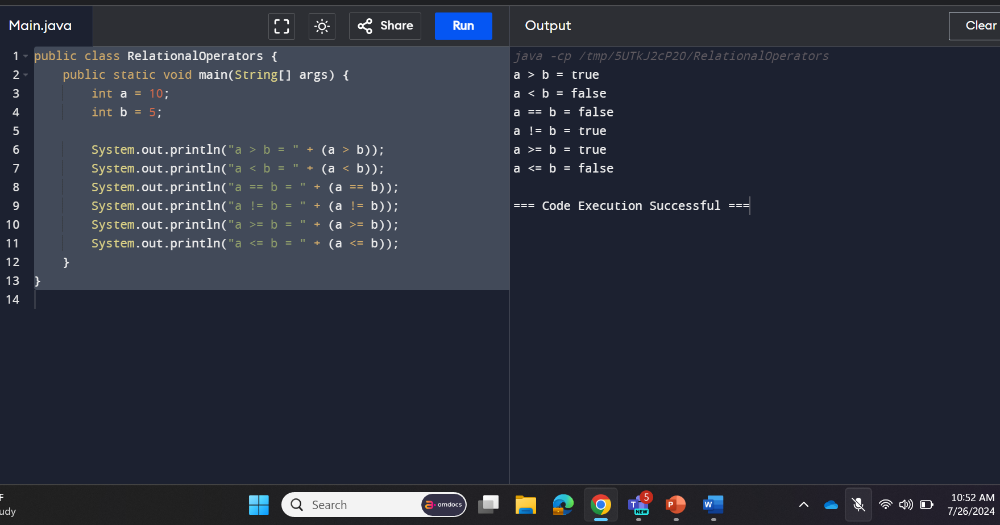 Main.java
Share
Run
Output
Clear
1 public class RelationalOperators {
2 public static void main(String[] args) {
3 int a = 10;
4 int b = 5;
5
6 System.out.println("a > b = " + (a > b));
7 System.out.println("a < b = " + (a < b));
8 System.out.println("a == b = " + (a == b));
9 System.out.println("a != b = " + (a != b));
10 System.out.println("a >= b = " + (a >= b));
11 System.out.println("a <= b = " + (a <= b));
12 }
13 }
14
java -cp /tmp/5UTkJ2cP2O/RelationalOperators
a > b = true
a < b = false
a == b = false
a != b = true
a >= b = true
a <= b = false
=== Code Execution Successful ===
F
udy
Search
amdocs
T
5
NEW
P
W
10:52 AM
7/26/2024